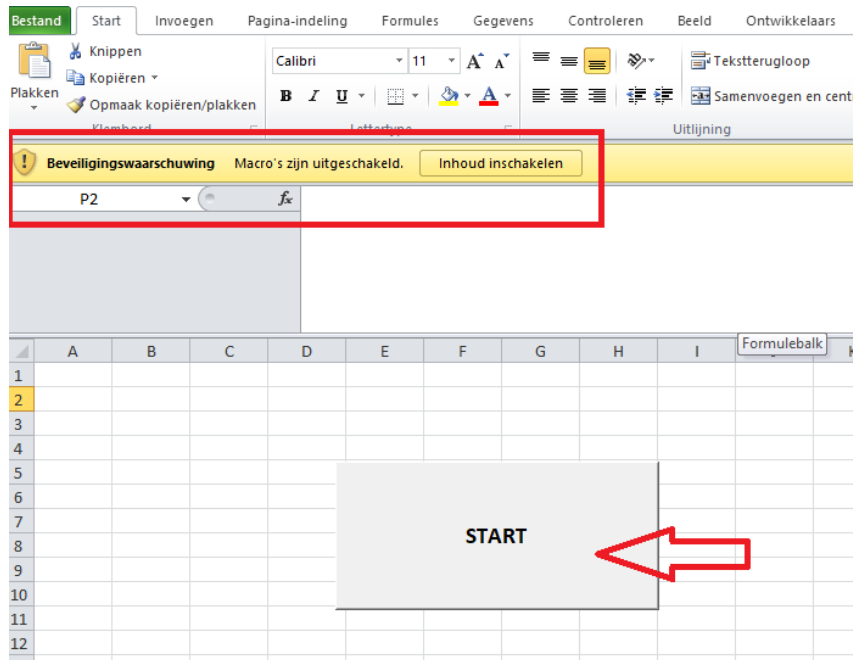 Bestand Start Invoegen Pagina-indeling Formules Gegevens Controleren Beeld Ontwikkelaars
Knippen
Calibri 11 A A Tekstterugloop
Kopiëren
Plakken
Opmaak kopiëren/plakken B I U A Samenvoegen en cent
Klembord Lettertype Uitlijning
Beveiligingswaarschuwing Macro's zijn uitgeschakeld. Inhoud inschakelen
P2 fx
Formulebalk
A B C D E F G H I
1
2
3
4
5
6
7
START
8
9
10
11
12